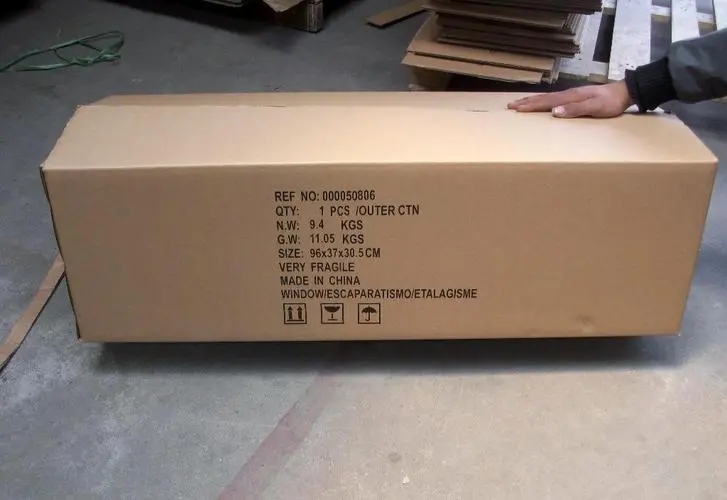 REF NO: 000050806
QTY: 1 PCS /OUTER CTN
N.W: 9.4 KGS
G.W: 11.05 KGS
SIZE: 96x37x30.5CM
VERY FRAGILE
MADE IN CHINA
WINDOW/ESCAPARATISMO/ETALAGISME